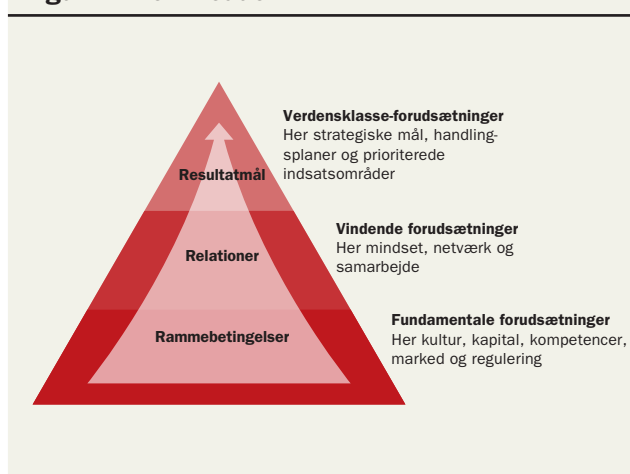 Verdensklasse-forudsætninger
Her strategiske mål, handling-
splaner og prioriterede
indsatsområder
Resultatmål
Vindende forudsætninger
Her mindset, netværk og
samarbejde
Relationer
Fundamentale forudsætninger
Her kultur, kapital, kompetencer,
marked og regulering
Rammebetingelser